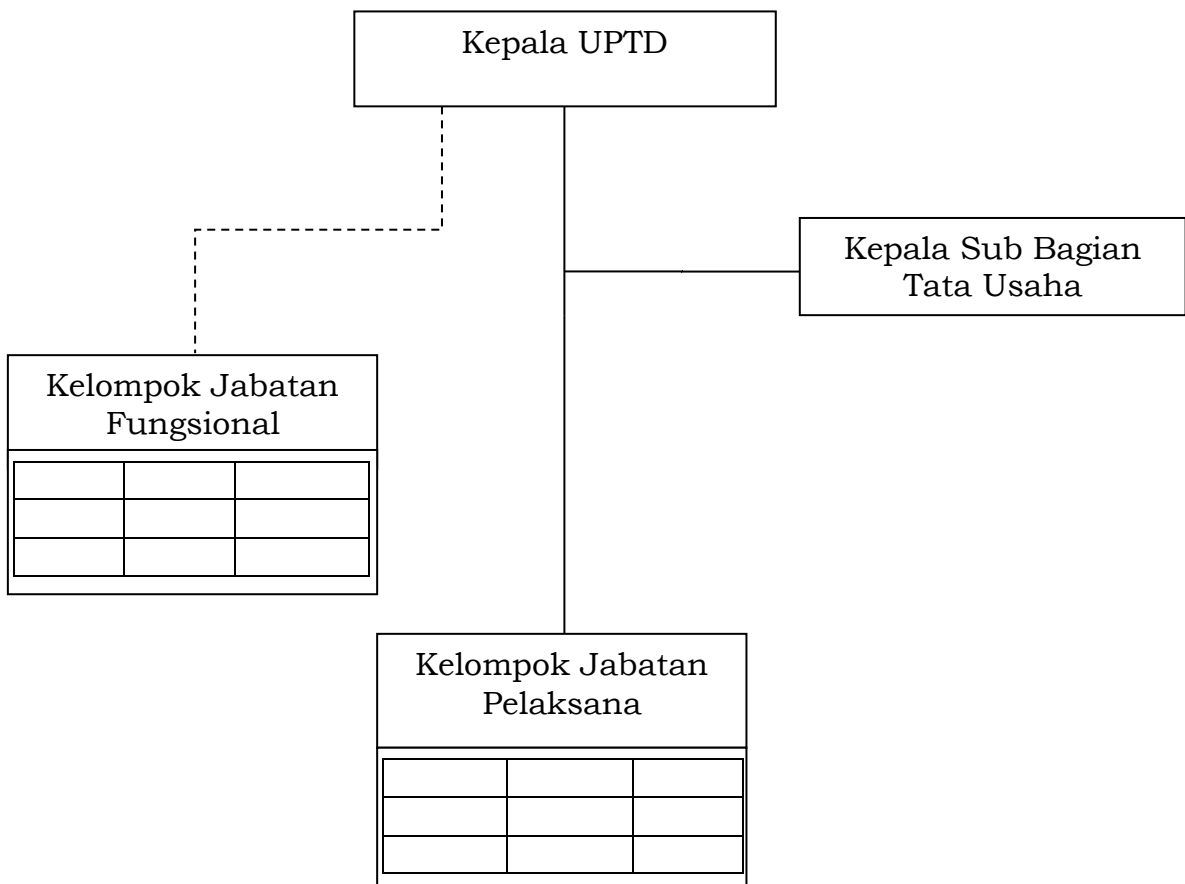 Kepala UPTD
Kepala Sub Bagian
Tata Usaha
Kelompok Jabatan
Fungsional
Kelompok Jabatan
Pelaksana